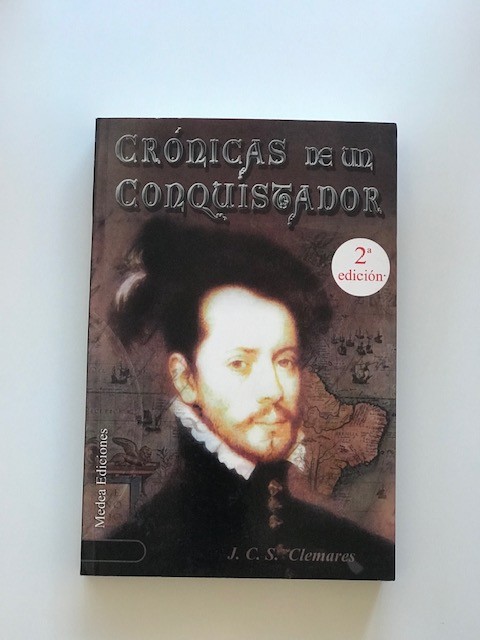 CRÓNICAS DE UN
CONQUISTADOR
2ª
edición
Medea Ediciones
J. C. S. Clemares